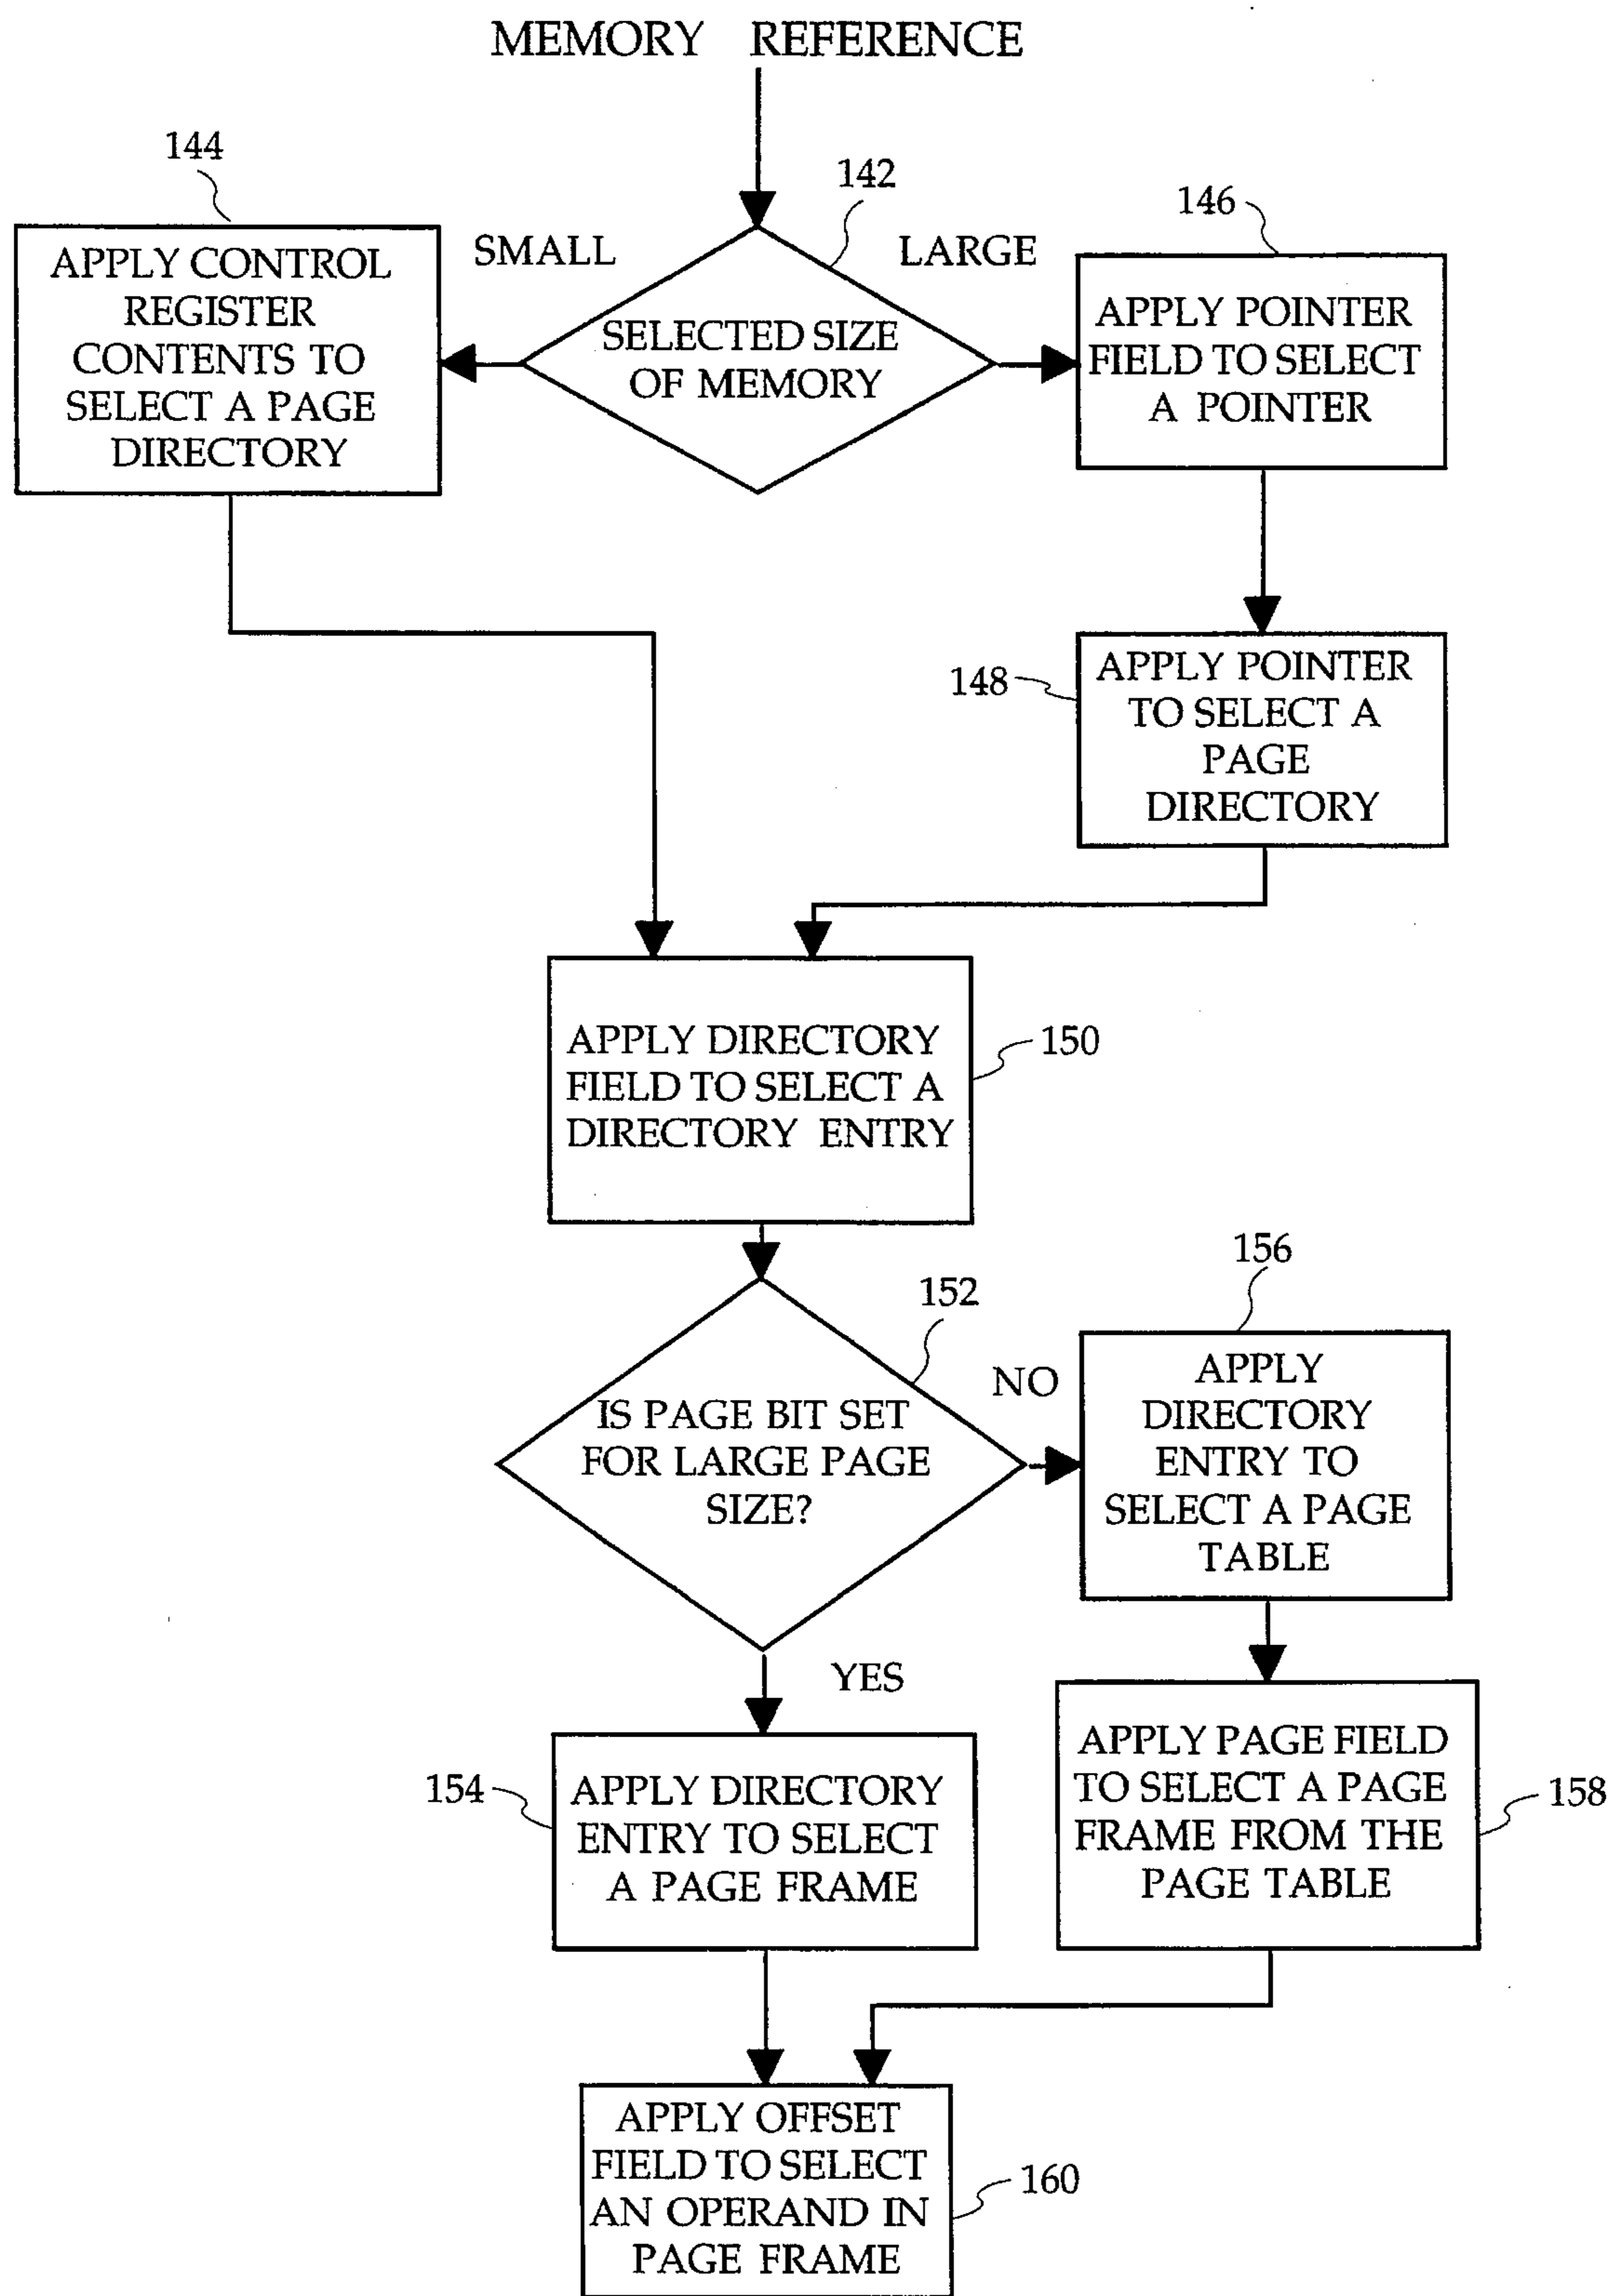 MEMORY REFERENCE
144
142
146
SMALL
LARGE
APPLY CONTROL
REGISTER
CONTENTS TO
SELECT A PAGE
DIRECTORY
SELECTED SIZE
OF MEMORY
APPLY POINTER
FIELD TO SELECT
A POINTER
148
APPLY POINTER
TO SELECT A
PAGE
DIRECTORY
APPLY DIRECTORY
FIELD TO SELECT A
DIRECTORY ENTRY
150
152
156
IS PAGE BIT SET
FOR LARGE PAGE
SIZE?
NO
APPLY
DIRECTORY
ENTRY TO
SELECT A PAGE
TABLE
YES
154
APPLY DIRECTORY
ENTRY TO SELECT
A PAGE FRAME
APPLY PAGE FIELD
TO SELECT A PAGE
FRAME FROM THE
PAGE TABLE
158
APPLY OFFSET
FIELD TO SELECT
AN OPERAND IN
PAGE FRAME
160